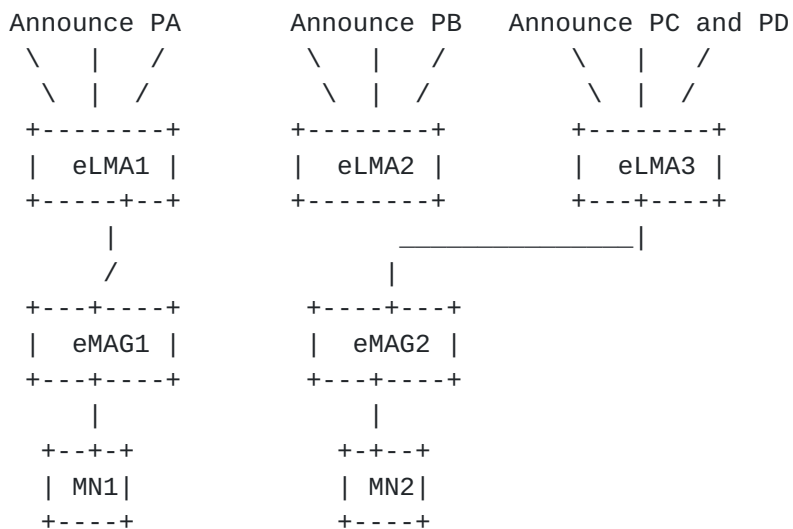 Announce PA Announce PB Announce PC and PD
eLMA1 eLMA2 eLMA3
eMAG1 eMAG2
MN1 MN2